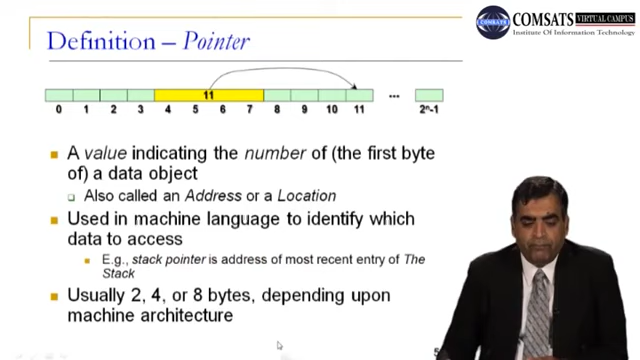 Definition – Pointer
COMSATS
COMSATS VIRTUAL CAMPUS
Institute Of Information Technology
11
0 1 2 3 4 5 6 7 8 9 10 11 ... 2ⁿ-1
A value indicating the number of (the first byte
of) a data object
Also called an Address or a Location
Used in machine language to identify which
data to access
E.g., stack pointer is address of most recent entry of The
Stack
Usually 2, 4, or 8 bytes, depending upon
machine architecture
5